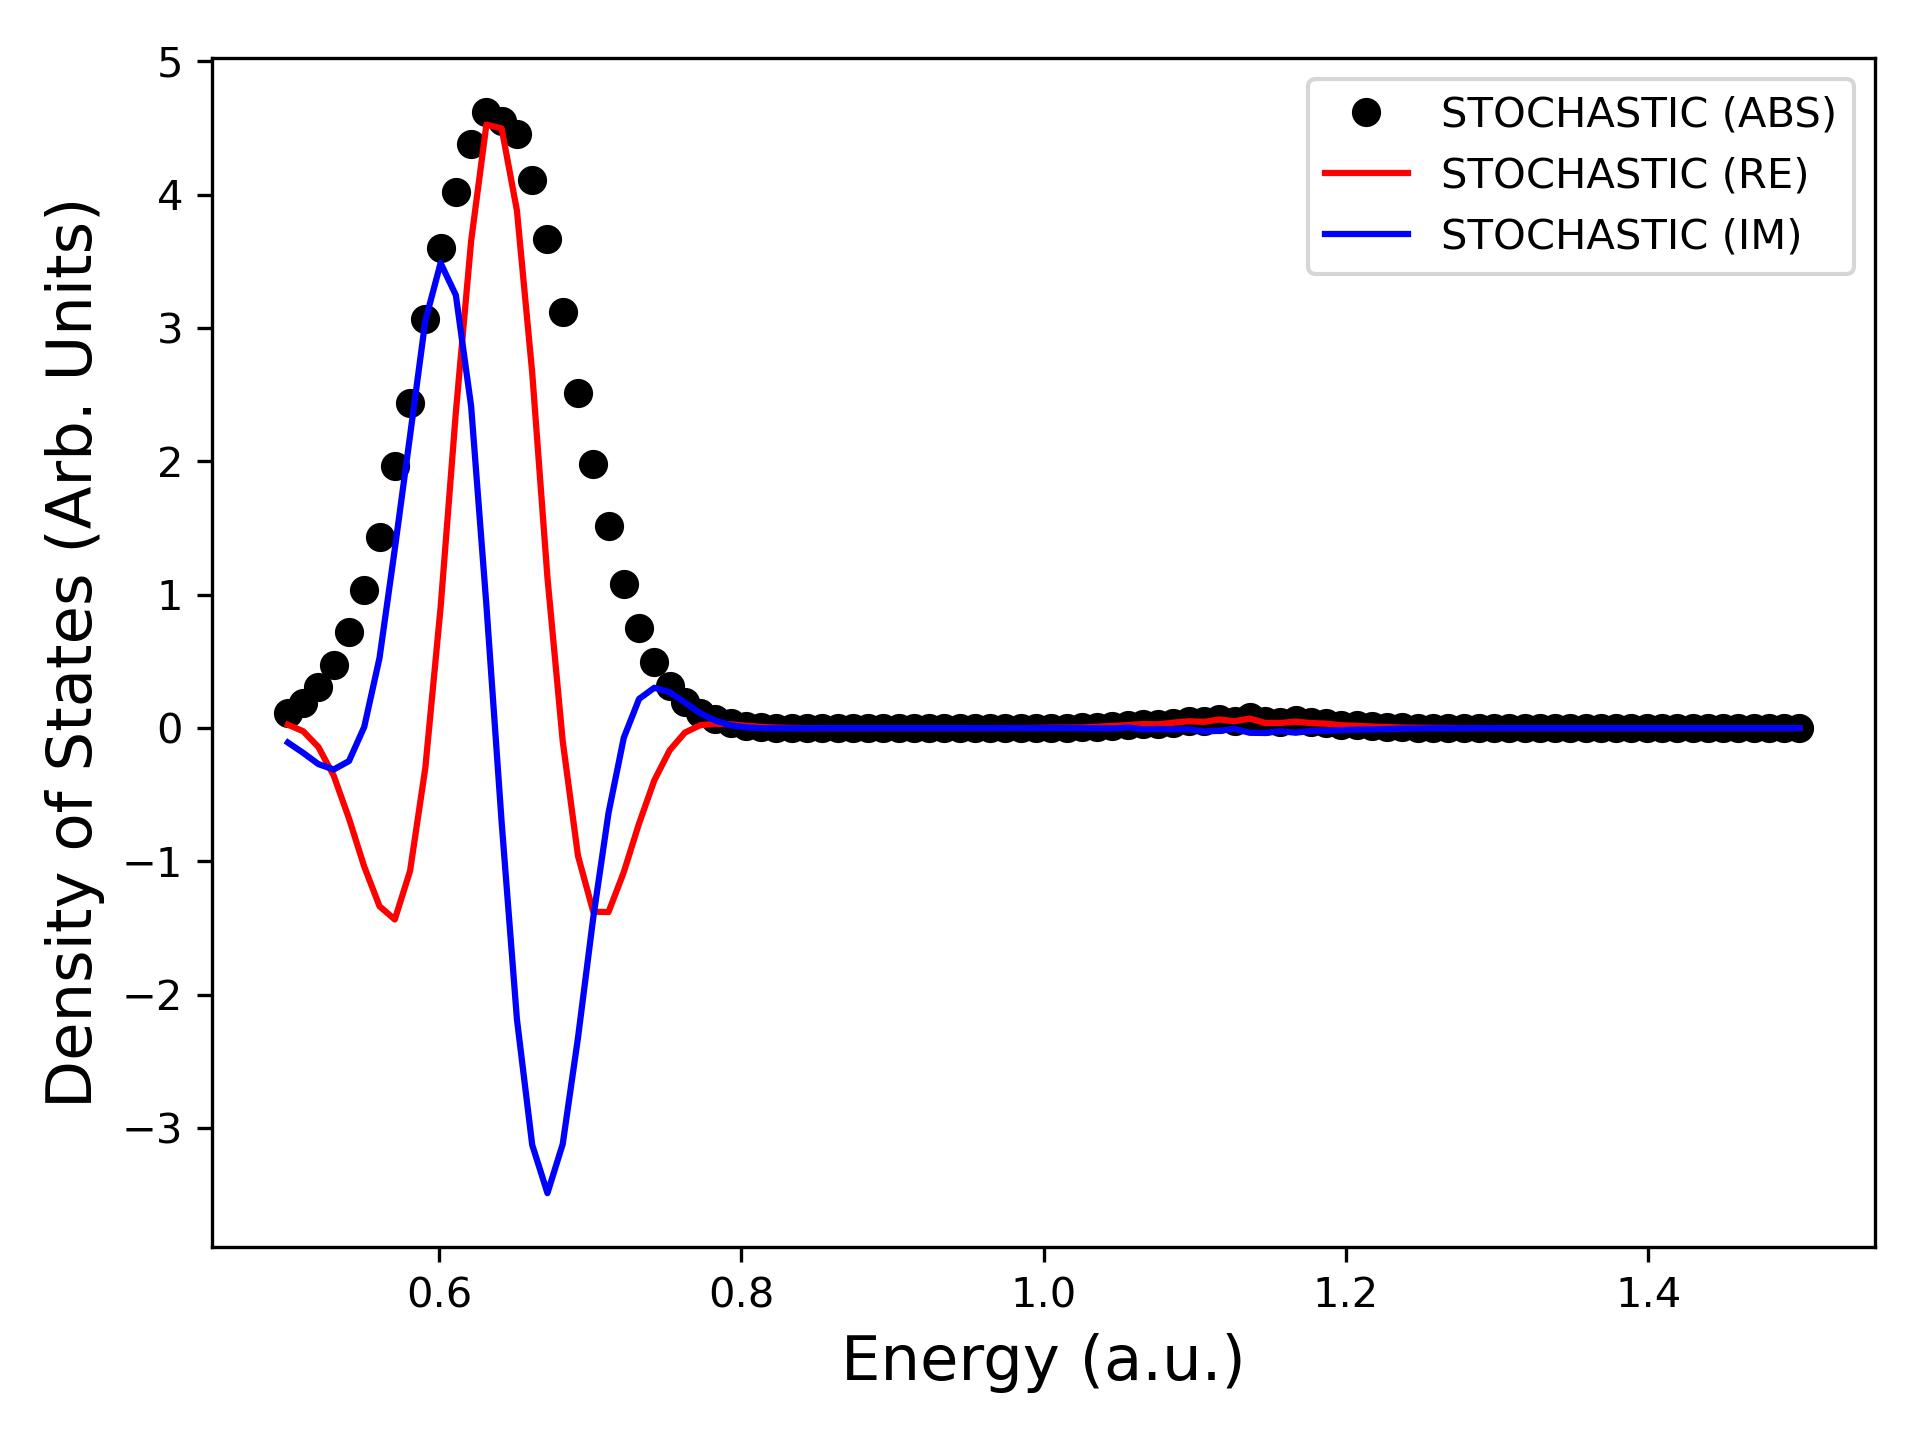 Density of States (Arb. Units)
5
4
3
2
1
0
−1
−2
−3
STOCHASTIC (ABS)
STOCHASTIC (RE)
STOCHASTIC (IM)
0.6 0.8 1.0 1.2 1.4
Energy (a.u.)